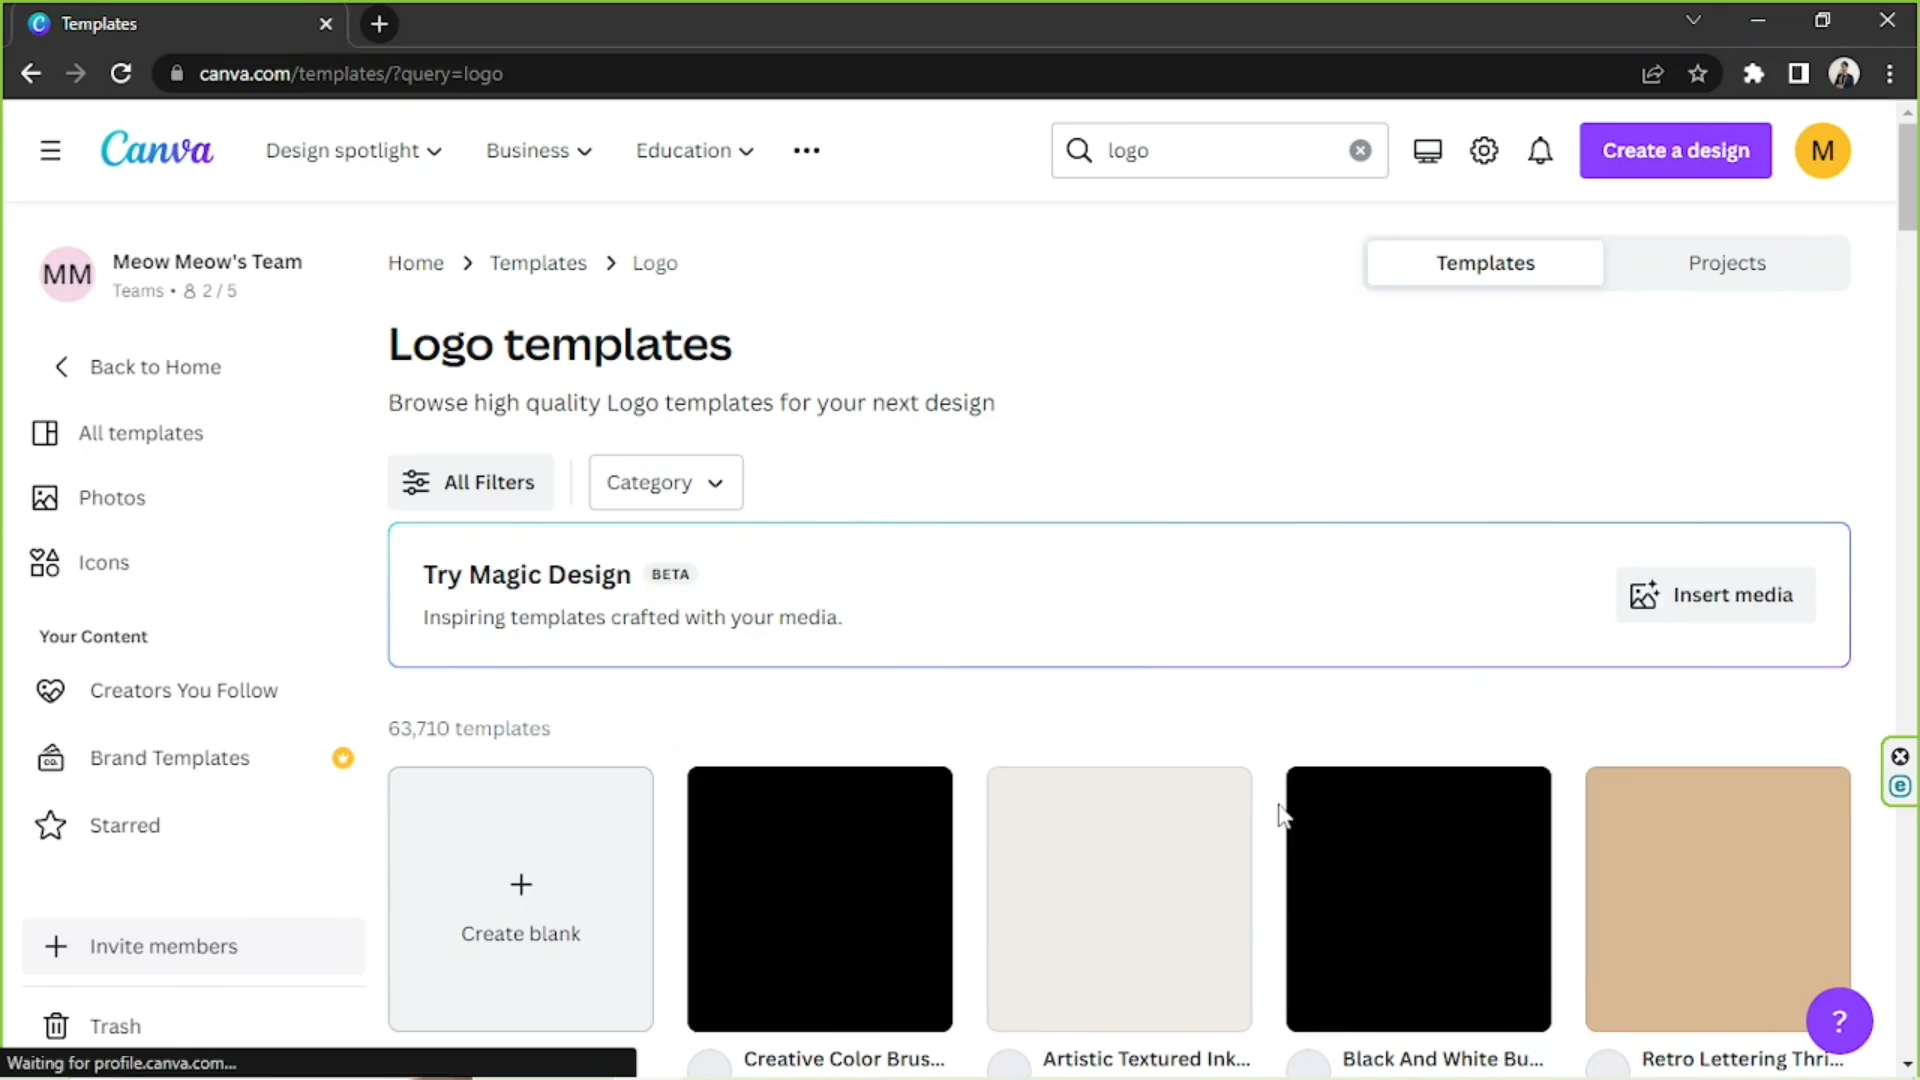 Templates
canva.com/templates/?query=logo
Canva
Design spotlight
Business
Education
logo
Create a design
M
MM
Meow Meow's Team
Teams • 2 / 5
Home > Templates > Logo
Templates
Projects
Logo templates
Browse high quality Logo templates for your next design
Back to Home
All templates
Photos
Icons
Your Content
Creators You Follow
CO.
Brand Templates
Starred
Invite members
Trash
All Filters
Category
Try Magic Design BETA
Inspiring templates crafted with your media.
Insert media
63,710 templates
Create blank
Creative Color Brus...
Artistic Textured Ink...
Black And White Bu...
Retro Lettering Thri...
?
e
Waiting for profile.canva.com...